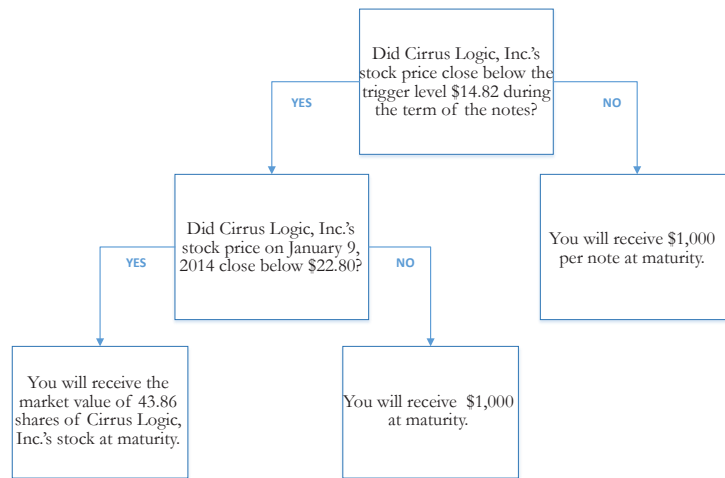 Did Cirrus Logic, Inc.'s
stock price close below the
trigger level $14.82 during
the term of the notes?
YES
NO
Did Cirrus Logic, Inc.'s
stock price on January 9,
2014 close below $22.80?
You will receive $1,000
per note at maturity.
YES
NO
You will receive the
market value of 43.86
shares of Cirrus Logic,
Inc.'s stock at maturity.
You will receive $1,000
at maturity.